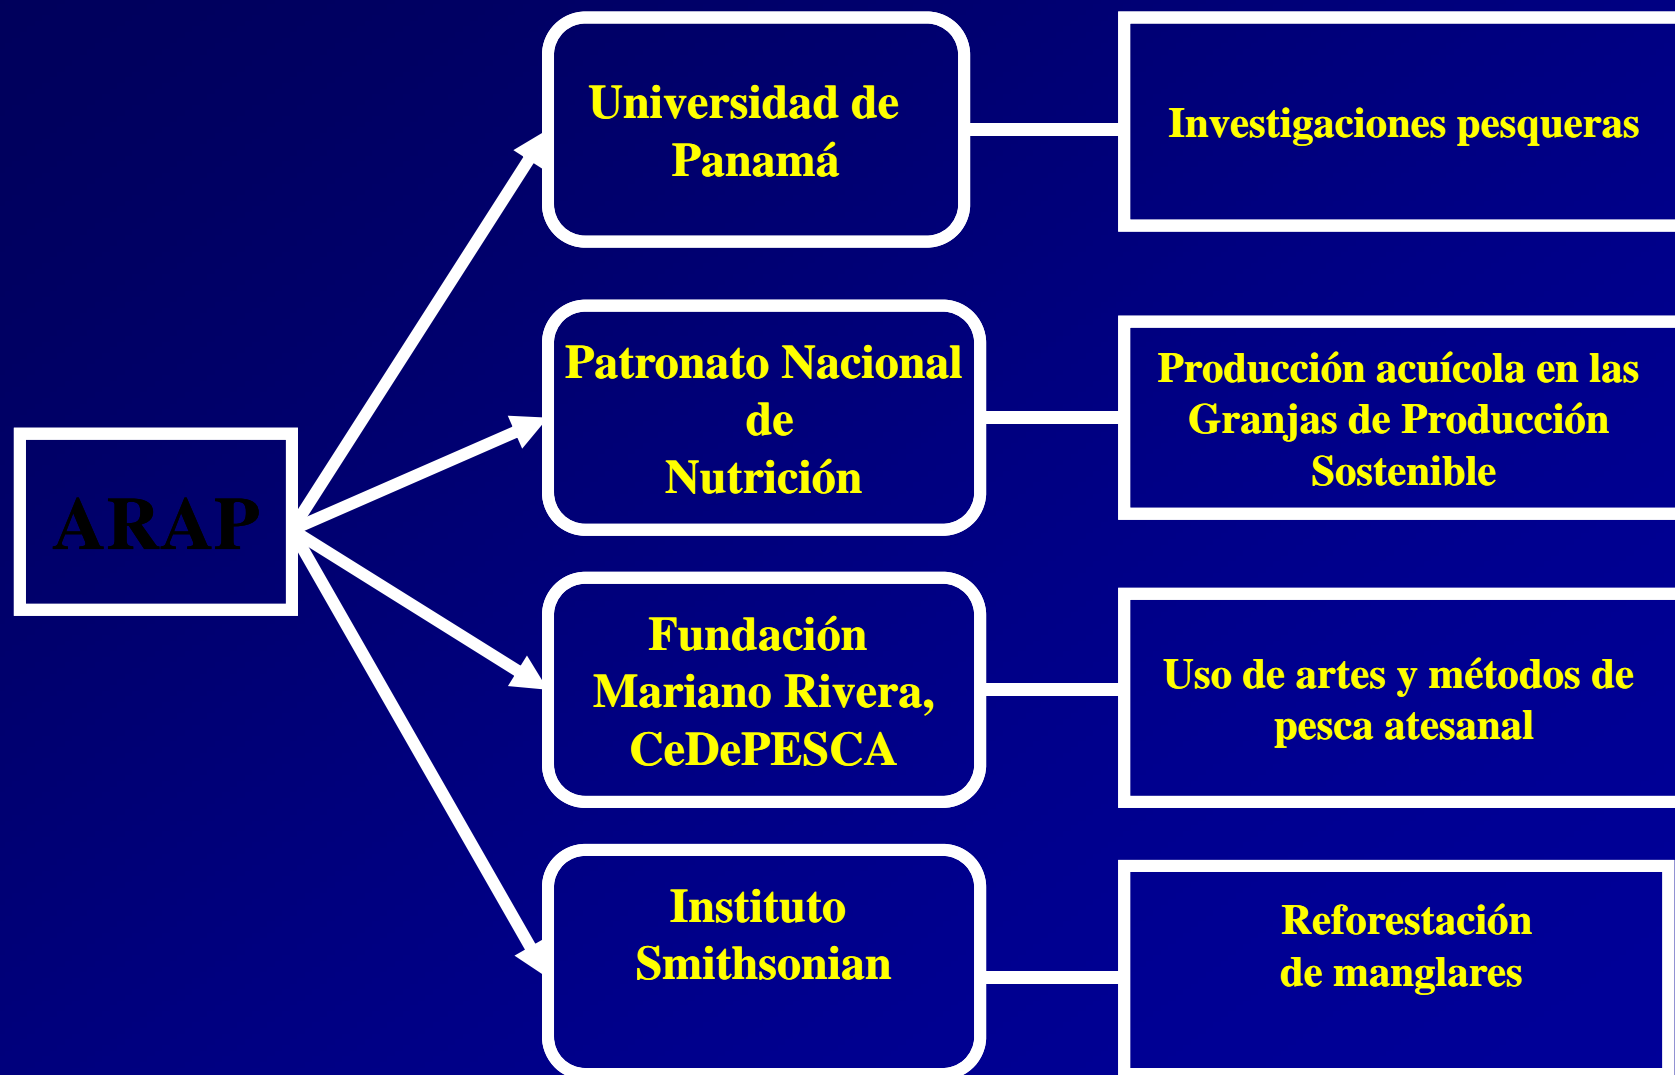 ARAP
Universidad de
Panamá
Investigaciones pesqueras
Patronato Nacional
de
Nutrición
Producción acuícola en las
Granjas de Producción
Sostenible
Fundación
Mariano Rivera,
CeDePESCA
Uso de artes y métodos de
pesca atesanal
Instituto
Smithsonian
Reforestación
de manglares